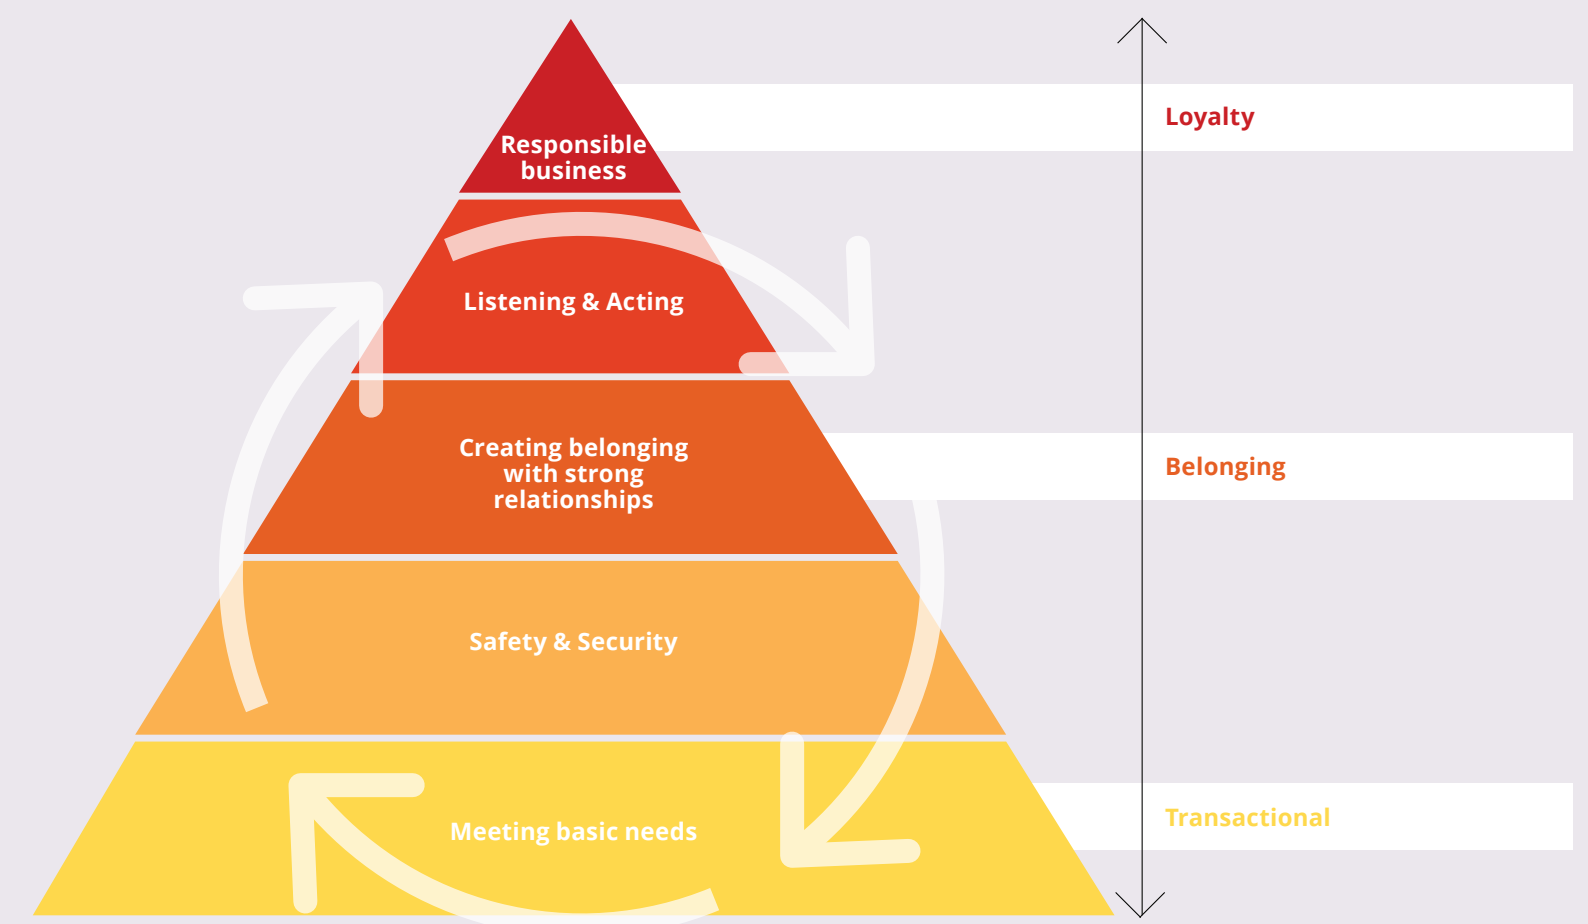 Loyalty
Responsible
business
Listening & Acting
Creating belonging
with strong
relationships
Belonging
Safety & Security
Meeting basic needs
Transactional